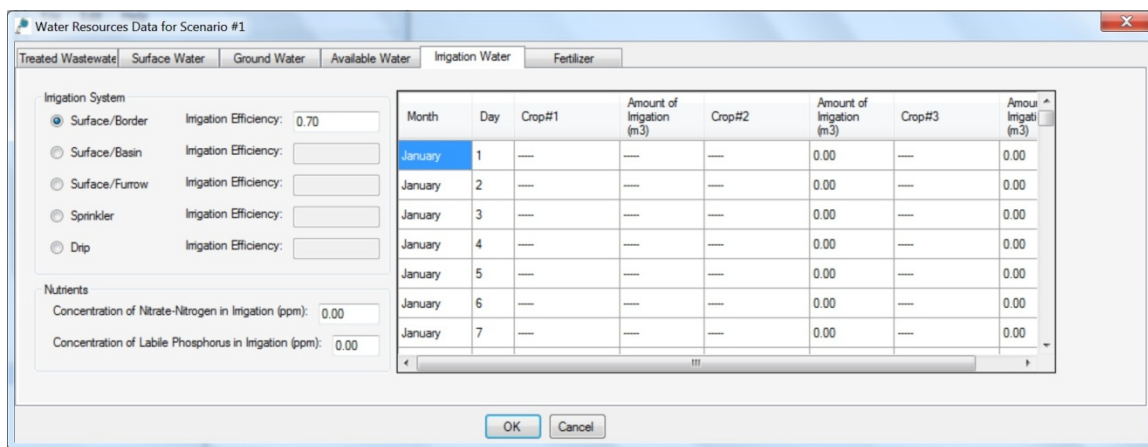 Water Resources Data for Scenario #1
Treated Wastewate Surface Water Ground Water Available Water Irrigation Water Fertilizer
Irrigation System
Surface/Border Irrigation Efficiency: 0.70
Surface/Basin Irrigation Efficiency:
Surface/Furrow Irrigation Efficiency:
Sprinkler Irrigation Efficiency:
Drip Irrigation Efficiency:
Nutrients
Concentration of Nitrate-Nitrogen in Irrigation (ppm): 0.00
Concentration of Labile Phosphorus in Irrigation (ppm): 0.00
Month Day Crop#1 Amount of Irrigation (m3) Crop#2 Amount of Irrigation (m3) Crop#3 Amou Irrigati (m3)
January 1 ----- ----- ----- 0.00 ----- 0.00
January 2 ----- ----- ----- 0.00 ----- 0.00
January 3 ----- ----- ----- 0.00 ----- 0.00
January 4 ----- ----- ----- 0.00 ----- 0.00
January 5 ----- ----- ----- 0.00 ----- 0.00
January 6 ----- ----- ----- 0.00 ----- 0.00
January 7 ----- ----- ----- 0.00 ----- 0.00
OK Cancel